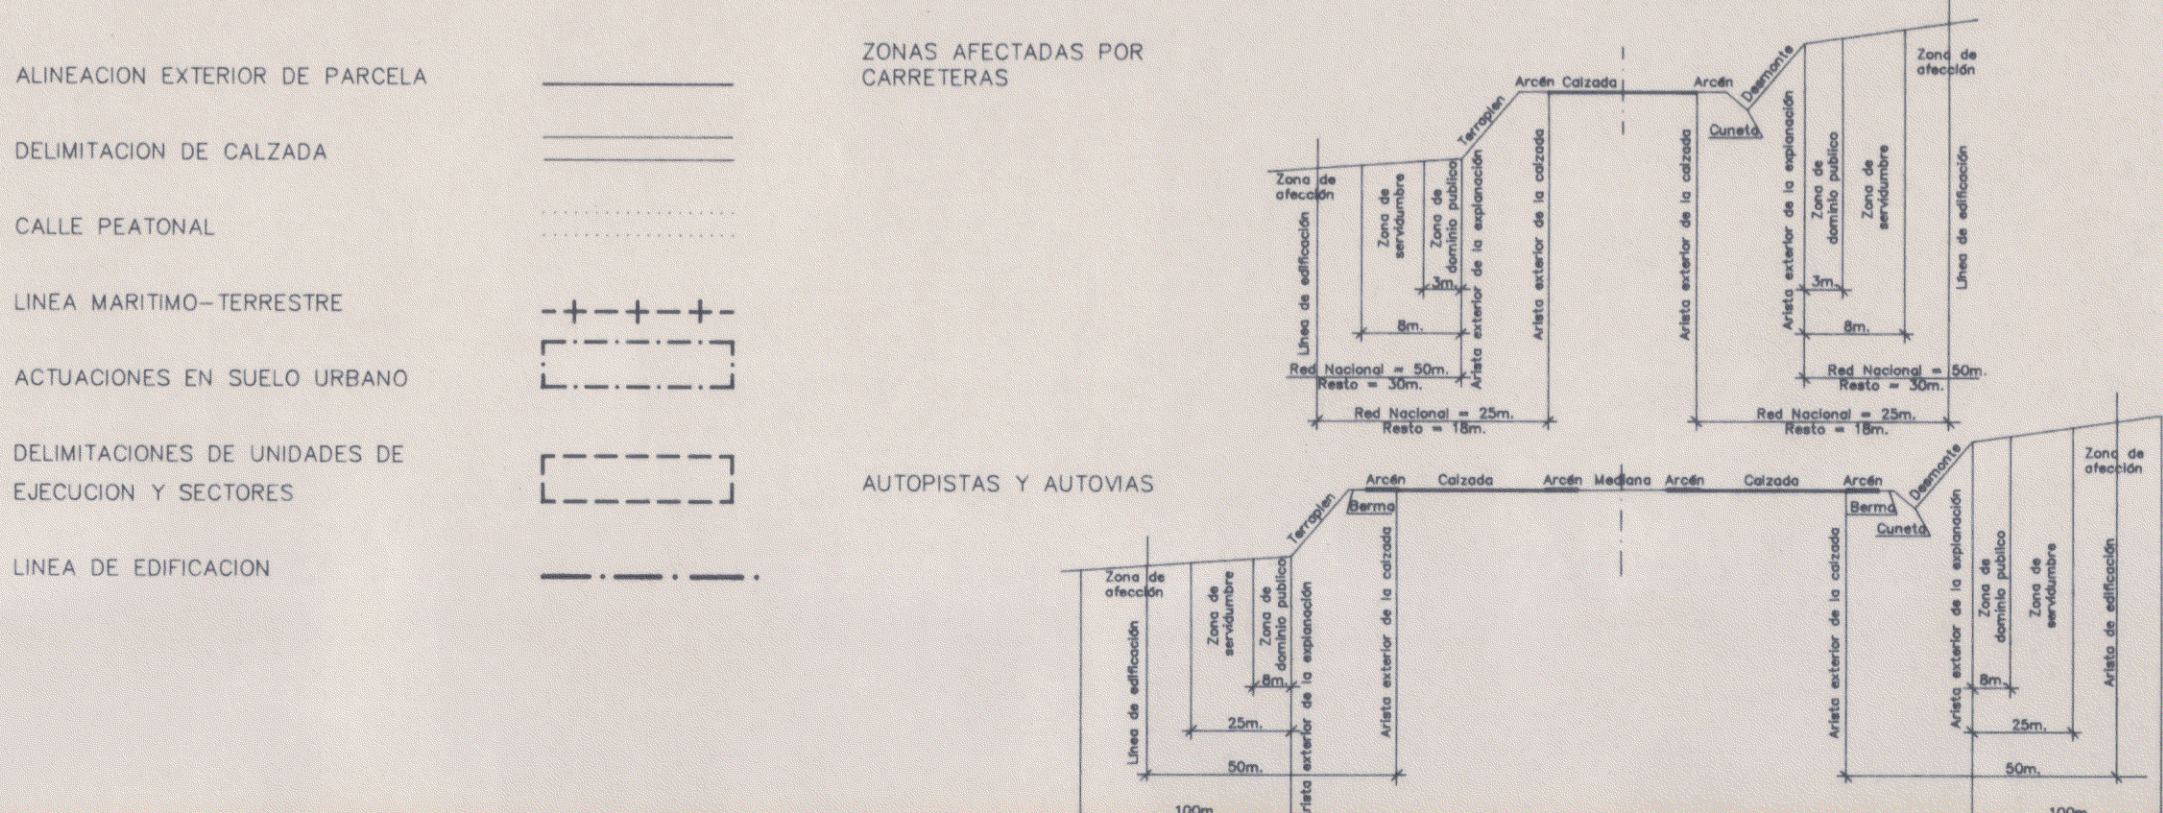 ALINEACION EXTERIOR DE PARCELA
DELIMITACION DE CALZADA
CALLE PEATONAL
LINEA MARITIMO-TERRESTRE
ACTUACIONES EN SUELO URBANO
DELIMITACIONES DE UNIDADES DE
EJECUCION Y SECTORES
LINEA DE EDIFICACION
ZONAS AFECTADAS POR
CARRETERAS
Zona de
afección
Línea de edificación
Zona de
servidumbre
Zona de
dominio publico
Arista exterior de la explanación
Terraplen
Arcén Calzada
Arcén
Arista exterior de la calzada
Arista exterior de la calzada
Cuneta
Desmonte
Arista exterior de la explanación
Zona de
dominio publico
Zona de
servidumbre
Zona de
afección
Línea de edificación
3m.
8m.
Red Nacional = 50m.
Resto = 30m.
Red Nacional = 25m.
Resto = 18m.
3m.
8m.
Red Nacional = 50m.
Resto = 30m.
Red Nacional = 25m.
Resto = 18m.
AUTOPISTAS Y AUTOVIAS
Zona de
afección
Línea de edificación
Zona de
servidumbre
Zona de
dominio publico
Arista exterior de la explanación
Terraplen
Arcén
Calzada
Arcén
Mediana
Arcén
Calzada
Arcén
Berma
Berma
Cuneta
Desmonte
Arista exterior de la calzada
Arista exterior de la calzada
Arista exterior de la explanación
Zona de
dominio publico
Zona de
servidumbre
Zona de
afección
Arista de edificación
8m.
25m.
50m.
100m
8m.
25m.
50m.
100m